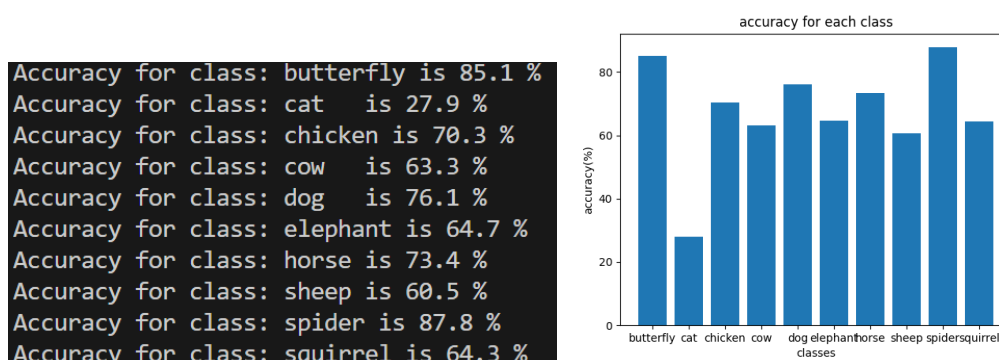 Accuracy for class: butterfly is 85.1 %
Accuracy for class: cat   is 27.9 %
Accuracy for class: chicken is 70.3 %
Accuracy for class: cow   is 63.3 %
Accuracy for class: dog   is 76.1 %
Accuracy for class: elephant is 64.7 %
Accuracy for class: horse is 73.4 %
Accuracy for class: sheep is 60.5 %
Accuracy for class: spider is 87.8 %
Accuracy for class: squirrel is 64.3 %
accuracy for each class
accuracy(%)
80
60
40
20
0
butterfly cat chicken cow dog elephant horse sheep spider squirrel
classes